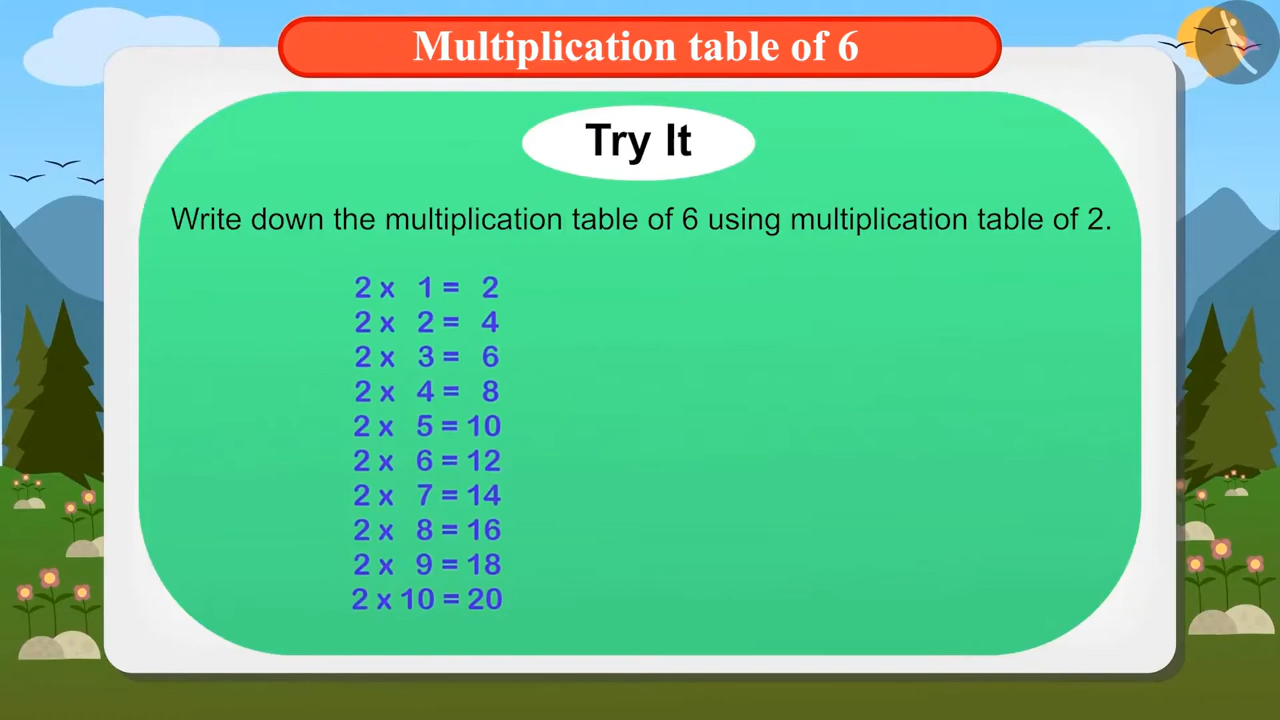 Multiplication table of 6
Try It
Write down the multiplication table of 6 using multiplication table of 2.
2 x 1 = 2
2 x 2 = 4
2 x 3 = 6
2 x 4 = 8
2 x 5 = 10
2 x 6 = 12
2 x 7 = 14
2 x 8 = 16
2 x 9 = 18
2 x 10 = 20